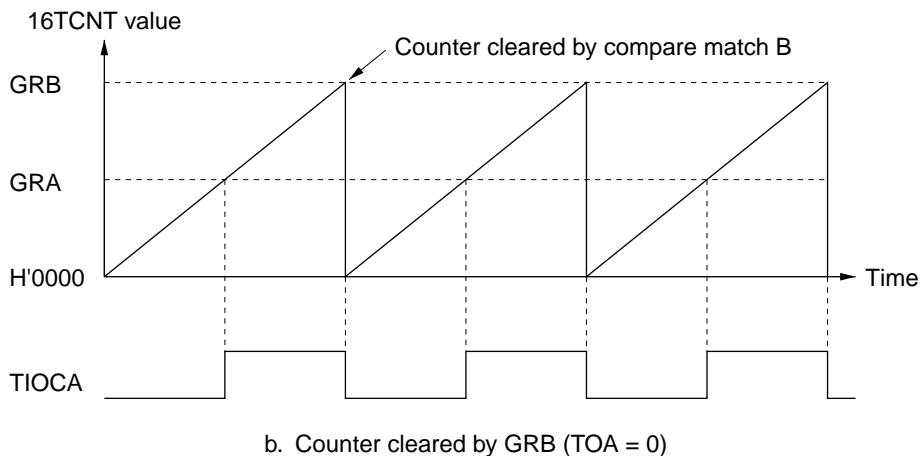 16TCNT value
Counter cleared by compare match B
GRB
GRA
H'0000
Time
TIOCA
b. Counter cleared by GRB (TOA = 0)